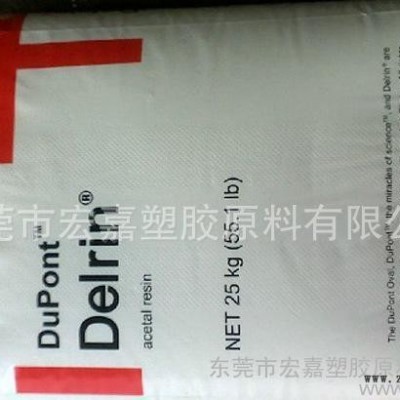 DuPont™
Delrin®
acetal resin
NET 25 kg (55.1 lb)
The DuPont Oval, DuPont™, the miracles of science™, and Delrin® are
东莞市宏嘉塑胶原料有限公
东莞市宏嘉塑胶原
www.z